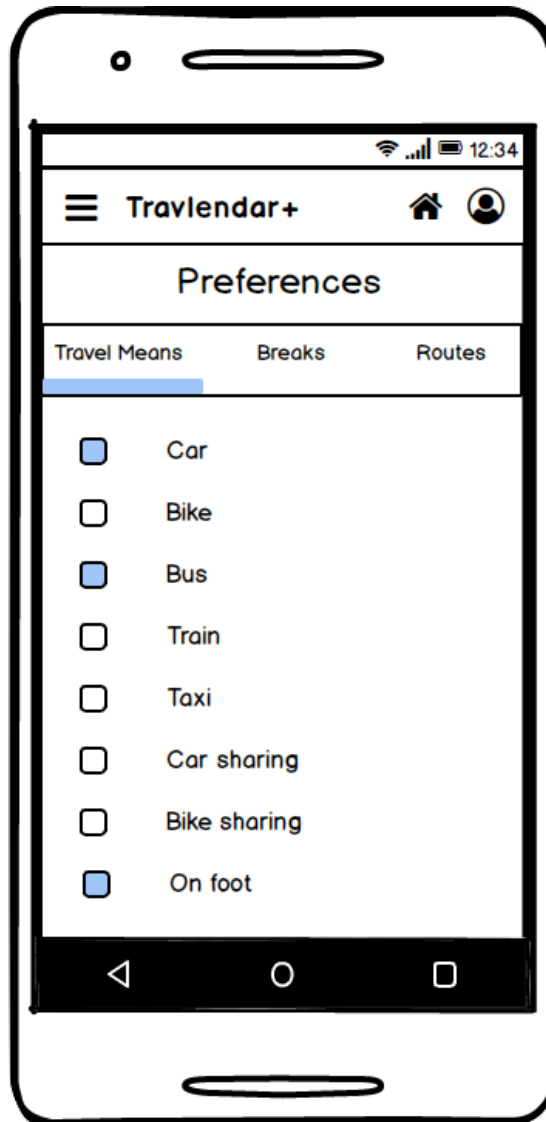 12:34
Travlendar+
Preferences
Travel Means Breaks Routes
Car
Bike
Bus
Train
Taxi
Car sharing
Bike sharing
On foot